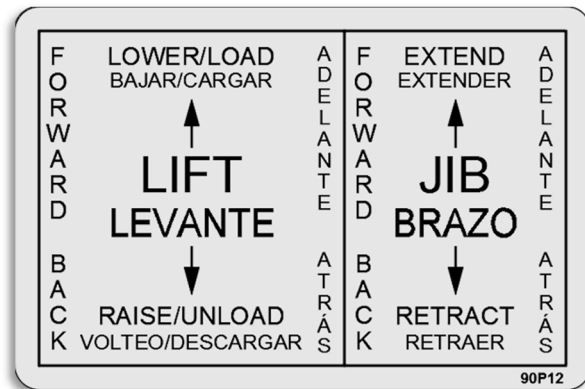 FORWARD
LOWER/LOAD
BAJAR/CARGAR
ADELANTE
LIFT
LEVANTE
BACK
RAISE/UNLOAD
VOLTEO/DESCARGAR
ATRÁS
FORWARD
EXTEND
EXTENDER
ADELANTE
JIB
BRAZO
BACK
RETRACT
RETRAER
ATRÁS
90P12